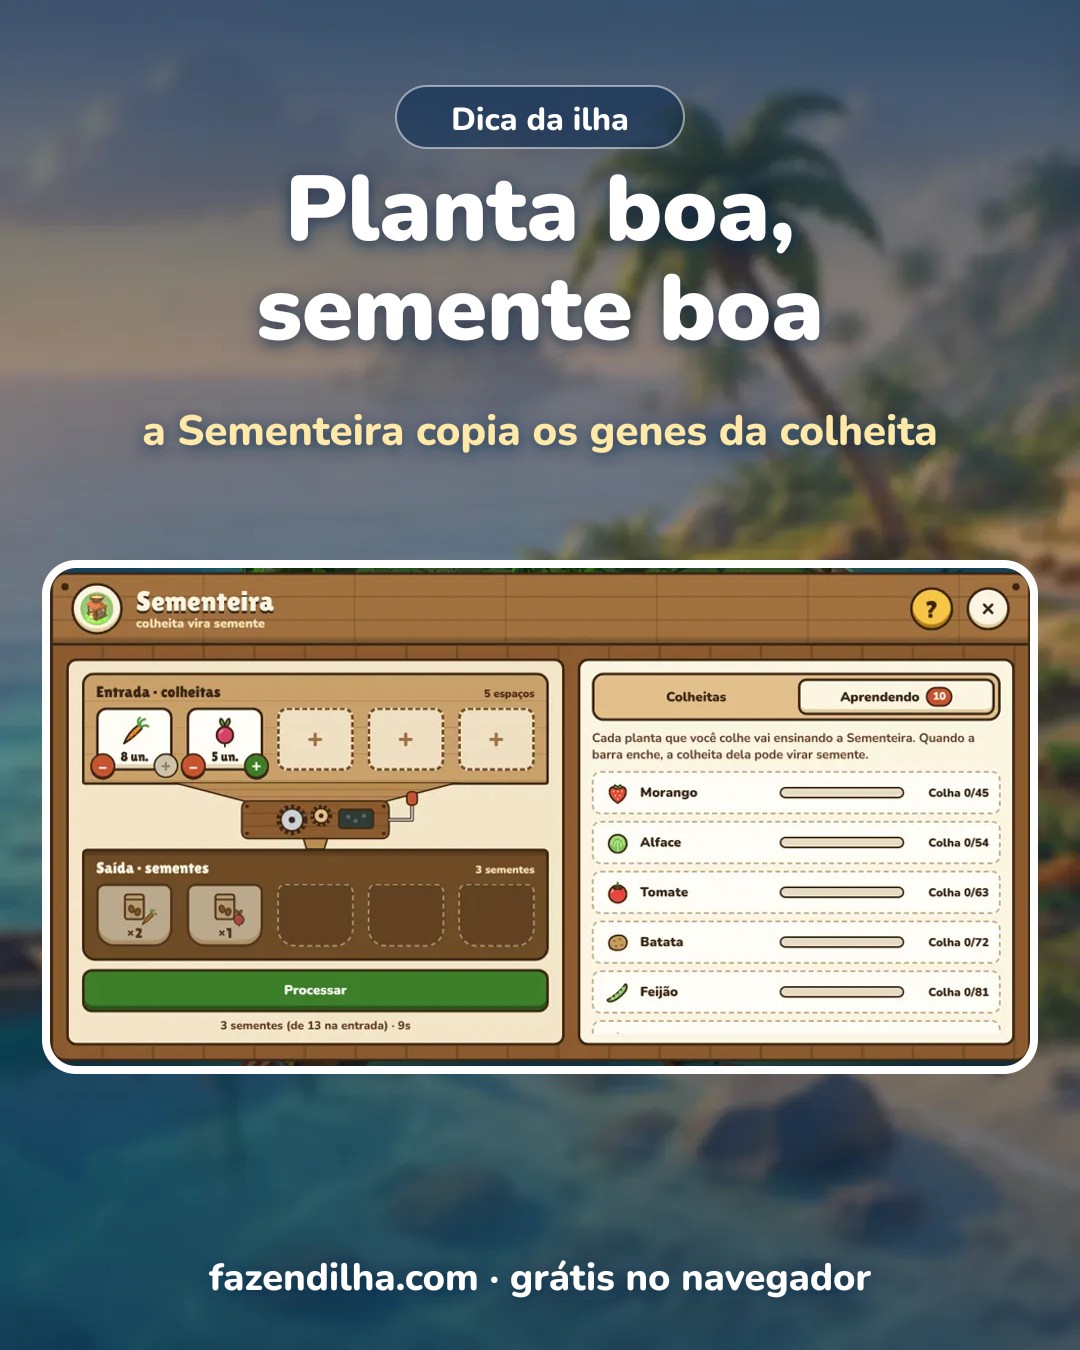 Dica da ilha
Planta boa,
semente boa
a Sementeira copia os genes da colheita
Sementeira
colheita vira semente
?
×
Entrada · colheitas
5 espaços
8 un.
5 un.
− + − +
+ + +
Saída · sementes
3 sementes
×2
×1
Processar
3 sementes (de 13 na entrada) · 9s
Colheitas
Aprendendo 10
Cada planta que você colhe vai ensinando a Sementeira. Quando a
barra enche, a colheita dela pode virar semente.
Morango Colha 0/45
Alface Colha 0/54
Tomate Colha 0/63
Batata Colha 0/72
Feijão Colha 0/81
fazendilha.com · grátis no navegador